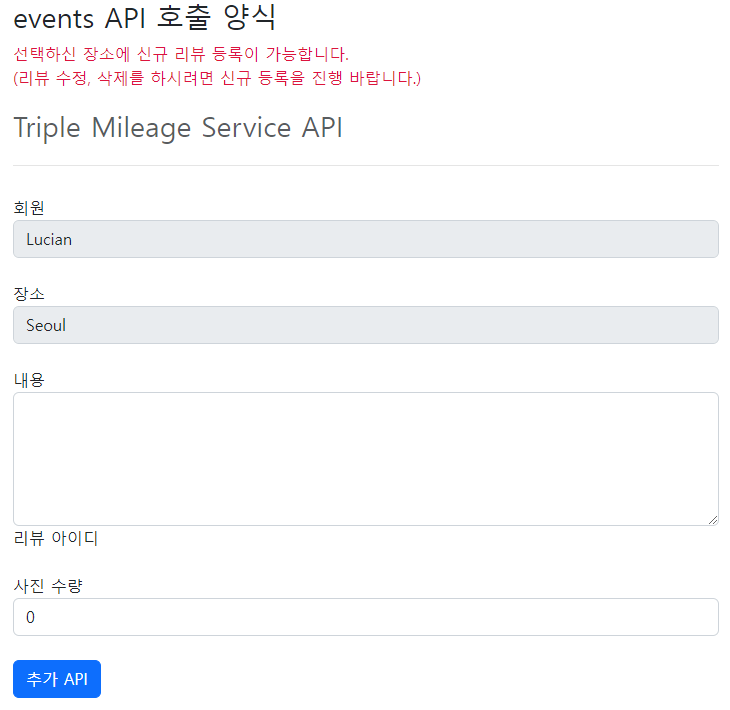 events API 호출 양식
선택하신 장소에 신규 리뷰 등록이 가능합니다.
(리뷰 수정, 삭제를 하시려면 신규 등록을 진행 바랍니다.)
Triple Mileage Service API
회원
Lucian
장소
Seoul
내용
리뷰 아이디
사진 수량
0
추가 API